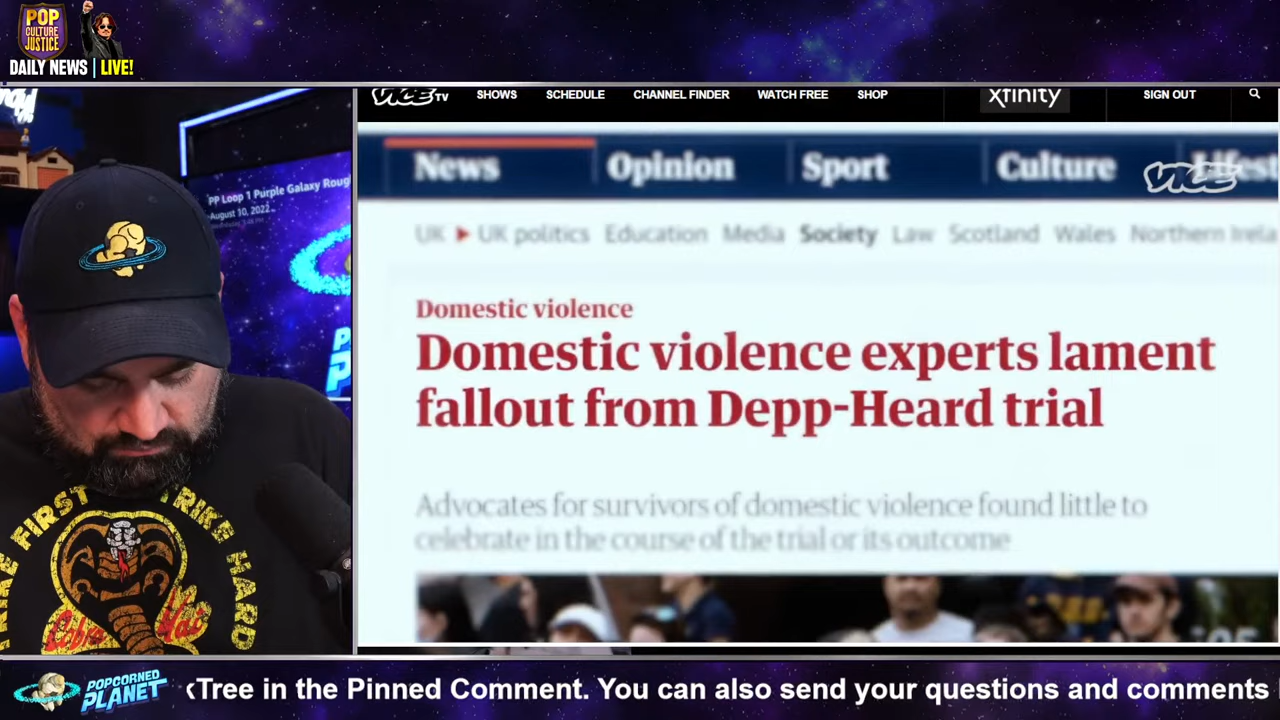 POP
CULTURE
JUSTICE
DAILY NEWS | LIVE!
VICE TV SHOWS SCHEDULE CHANNEL FINDER WATCH FREE SHOP xfinity SIGN OUT
News Opinion Sport Culture
VICE
UK ▶ UK politics Education Media Society Law Scotland Wales Northern
Domestic violence
Domestic violence experts lament
fallout from Depp-Heard trial
Advocates for survivors of domestic violence found little to
celebrate in the course of the trial or its outcome
PP Loop 1 Purple Galaxy
August 10, 2022
FIRST STRIKE HARD
Cobra Kai
POPCORNED
PLANET
Tree in the Pinned Comment. You can also send your questions and comments